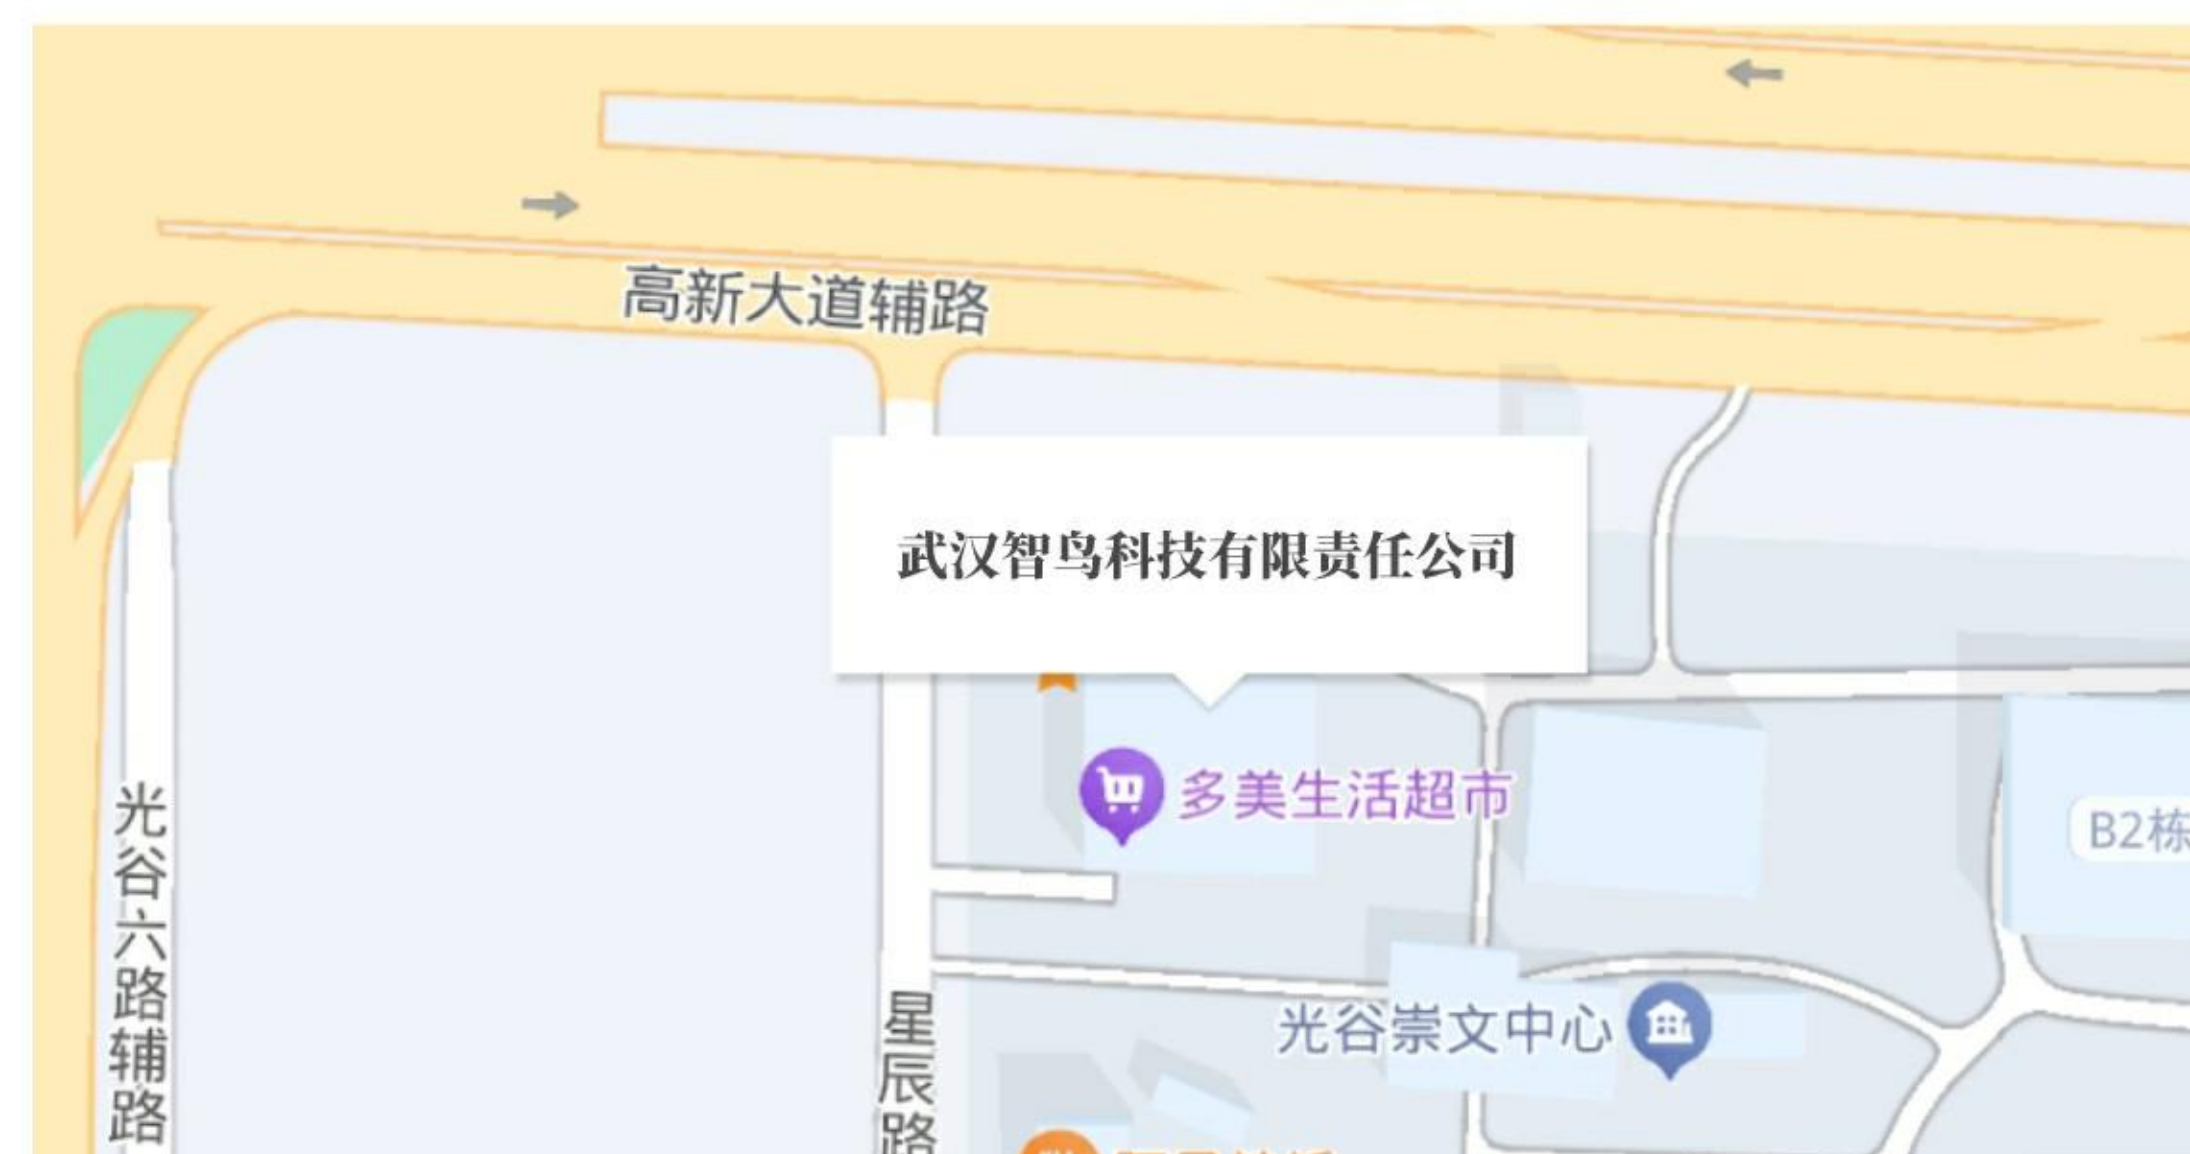 高新大道辅路
武汉智鸟科技有限责任公司
多美生活超市
B2栋
光谷六路辅路
光谷崇文中心
星辰路